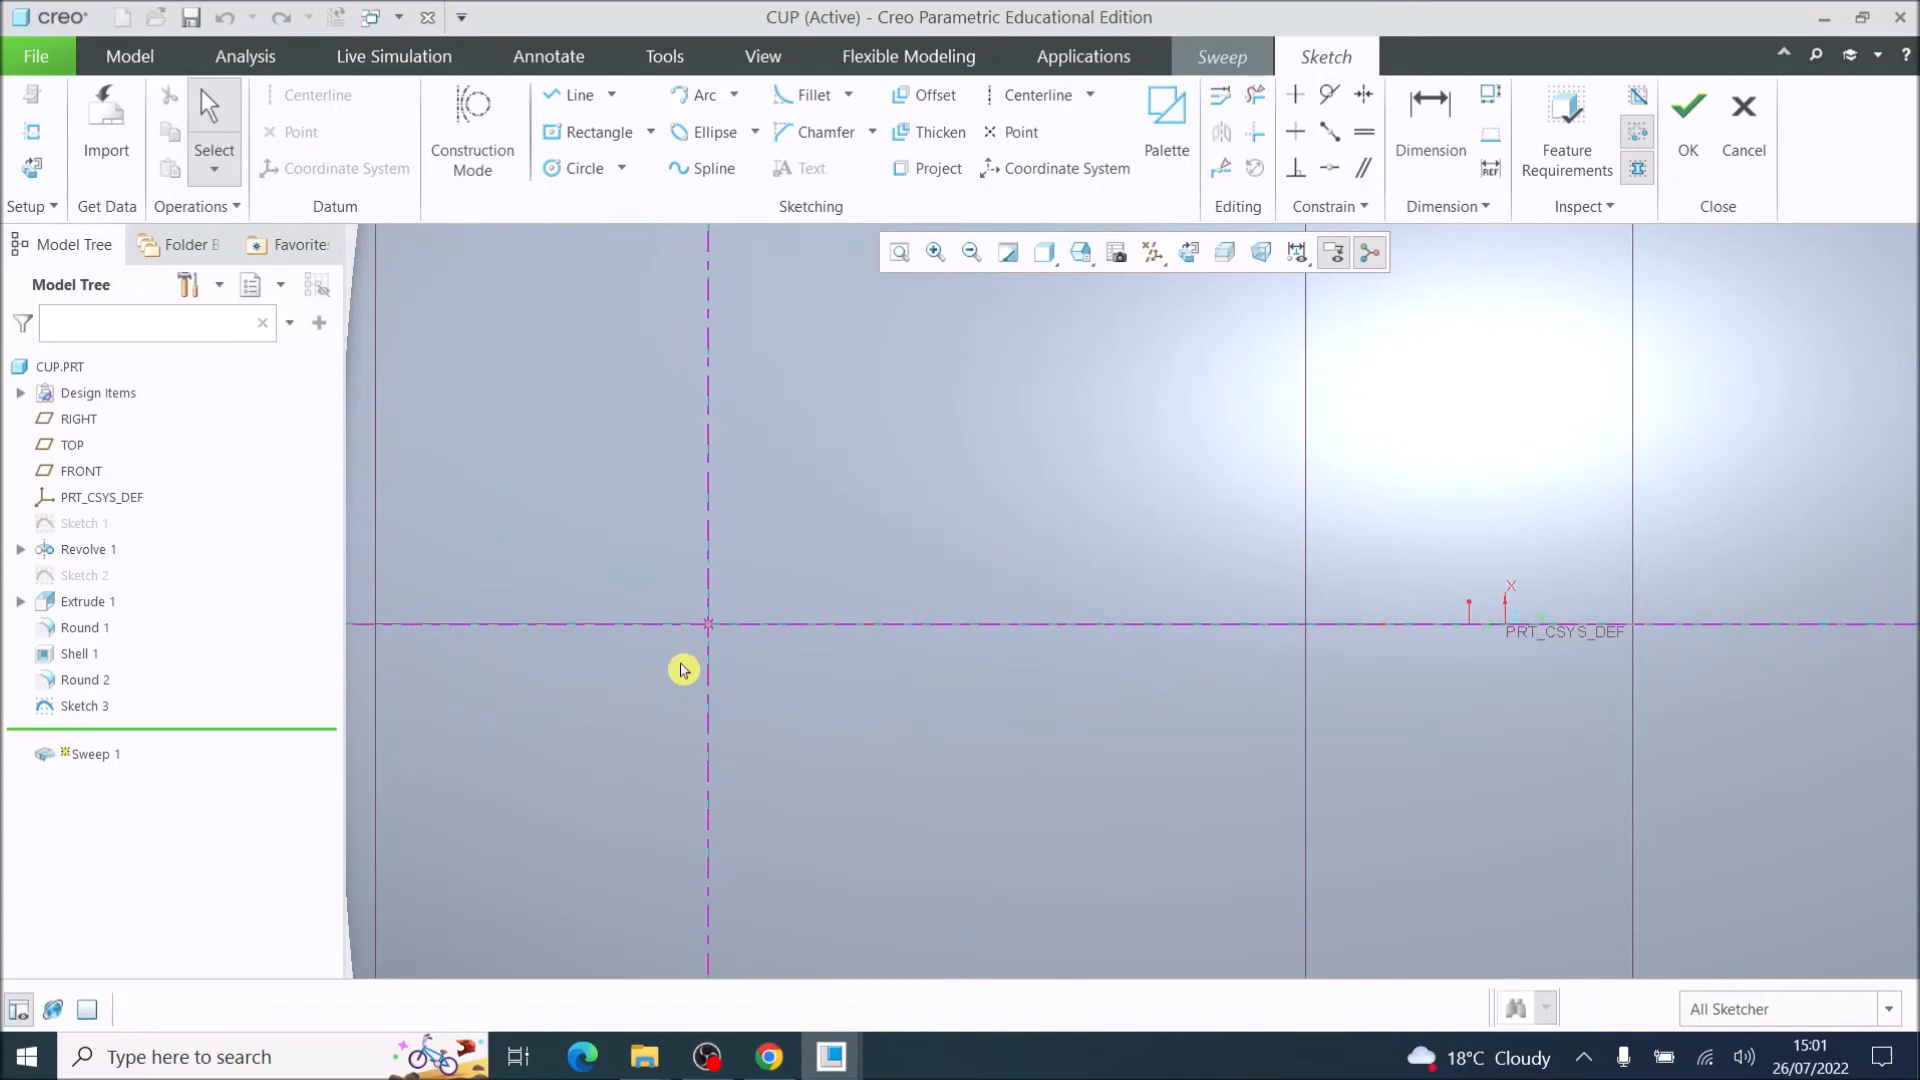 creo®
CUP (Active) - Creo Parametric Educational Edition
File
Model
Analysis
Live Simulation
Annotate
Tools
View
Flexible Modeling
Applications
Sweep
Sketch
Import
Select
Centerline
Point
Coordinate System
Construction Mode
Line
Rectangle
Circle
Arc
Ellipse
Spline
Fillet
Chamfer
Text
Offset
Thicken
Project
Centerline
Point
Coordinate System
Palette
Dimension
REF
Feature Requirements
OK
Cancel
Setup
Get Data
Operations
Datum
Sketching
Editing
Constrain
Dimension
Inspect
Close
Model Tree
Folder B
Favorites
Model Tree
CUP.PRT
Design Items
RIGHT
TOP
FRONT
PRT_CSYS_DEF
Sketch 1
Revolve 1
Sketch 2
Extrude 1
Round 1
Shell 1
Round 2
Sketch 3
Sweep 1
X
PRT_CSYS_DEF
All Sketcher
Type here to search
18°C Cloudy
15:01
26/07/2022